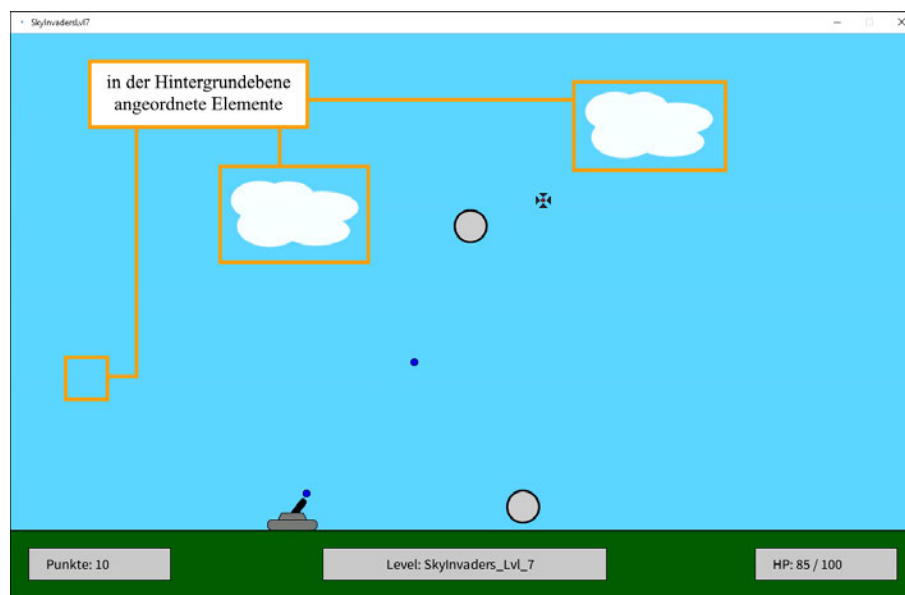 SkyInvadersLvl7
in der Hintergrundebene
angeordnete Elemente
Punkte: 10
Level: SkyInvaders_Lvl_7
HP: 85 / 100